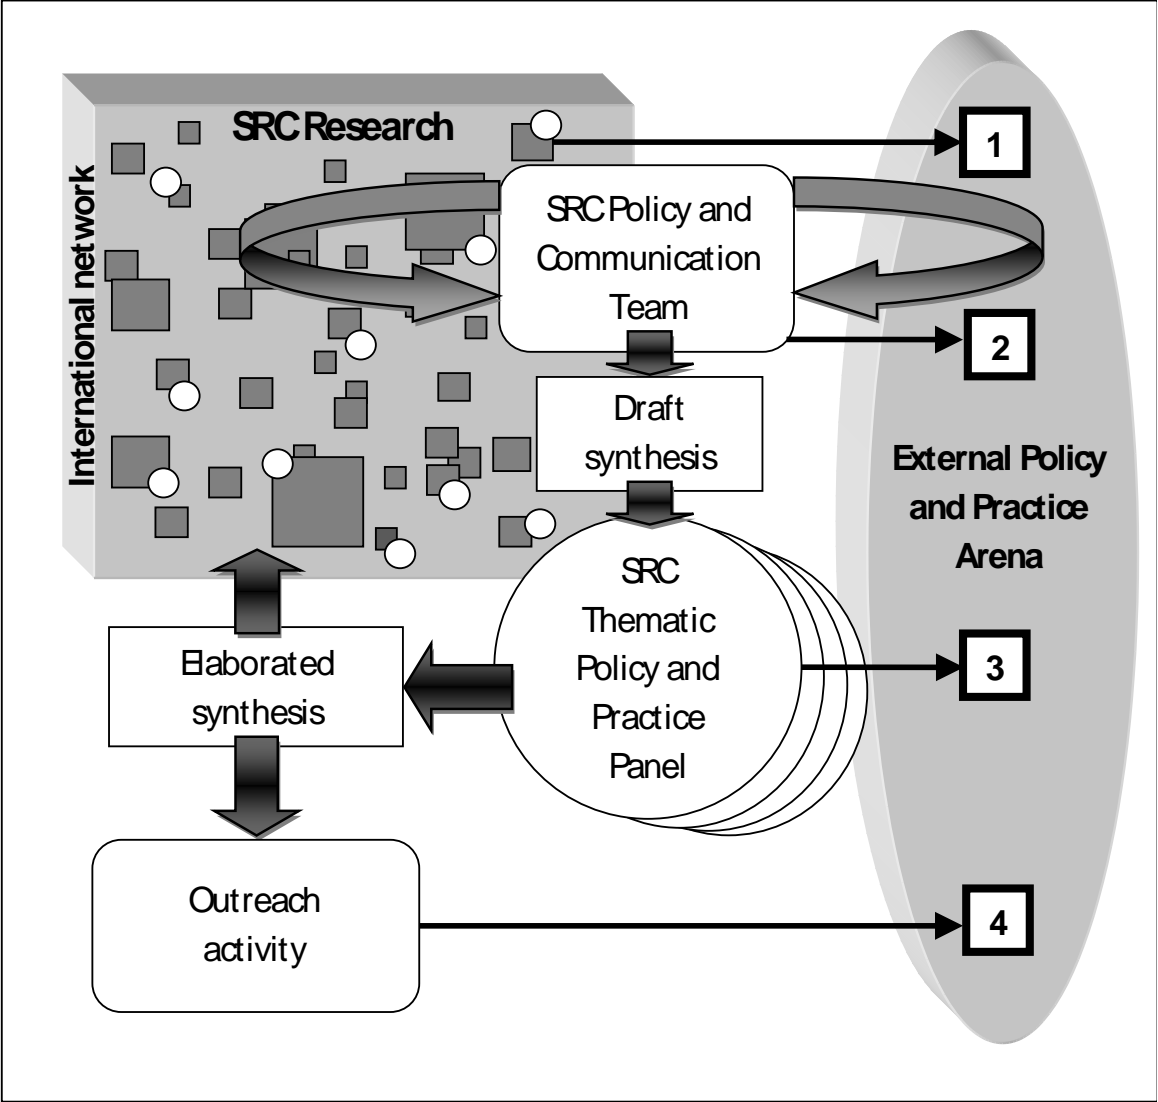 SRC Research
International network
1
SRC Policy and
Communication
Team
2
Draft
synthesis
External Policy
and Practice
Arena
SRC
Thematic
Policy and
Practice
Panel
3
Elaborated
synthesis
Outreach
activity
4